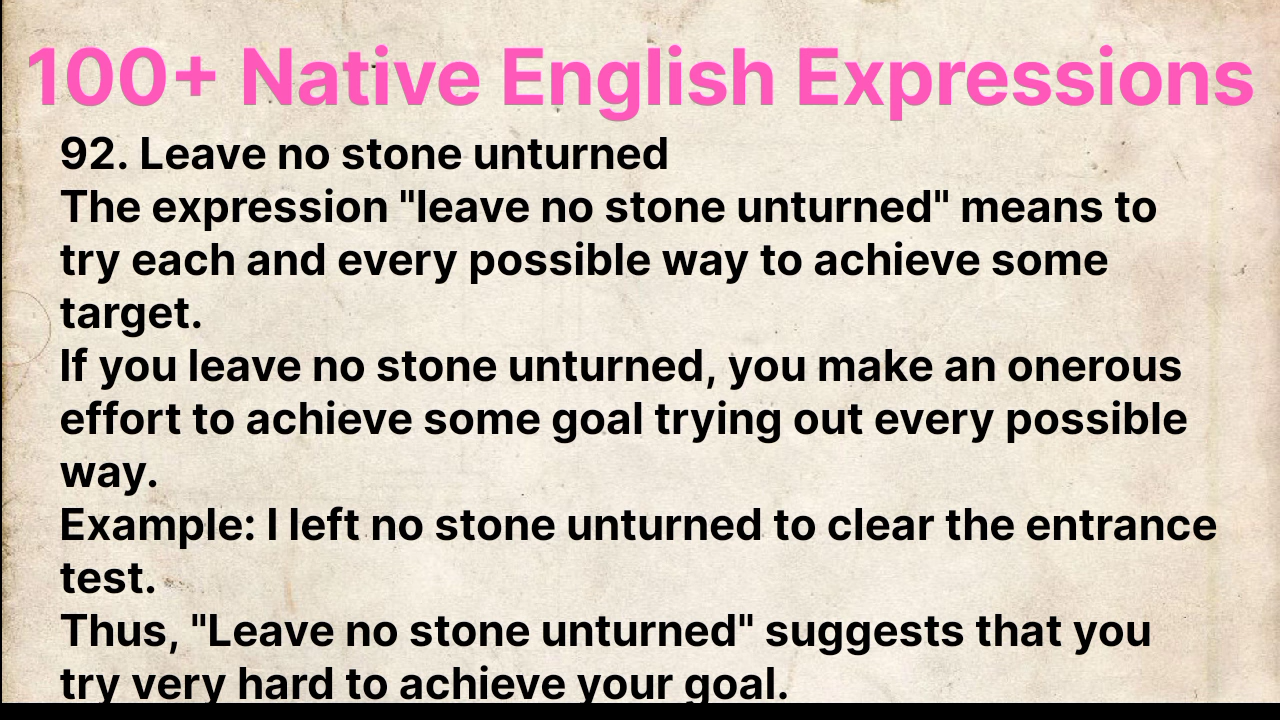 100+ Native English Expressions
92. Leave no stone unturned
The expression "leave no stone unturned" means to
try each and every possible way to achieve some
target.
If you leave no stone unturned, you make an onerous
effort to achieve some goal trying out every possible
way.
Example: I left no stone unturned to clear the entrance
test.
Thus, "Leave no stone unturned" suggests that you
try very hard to achieve your goal.